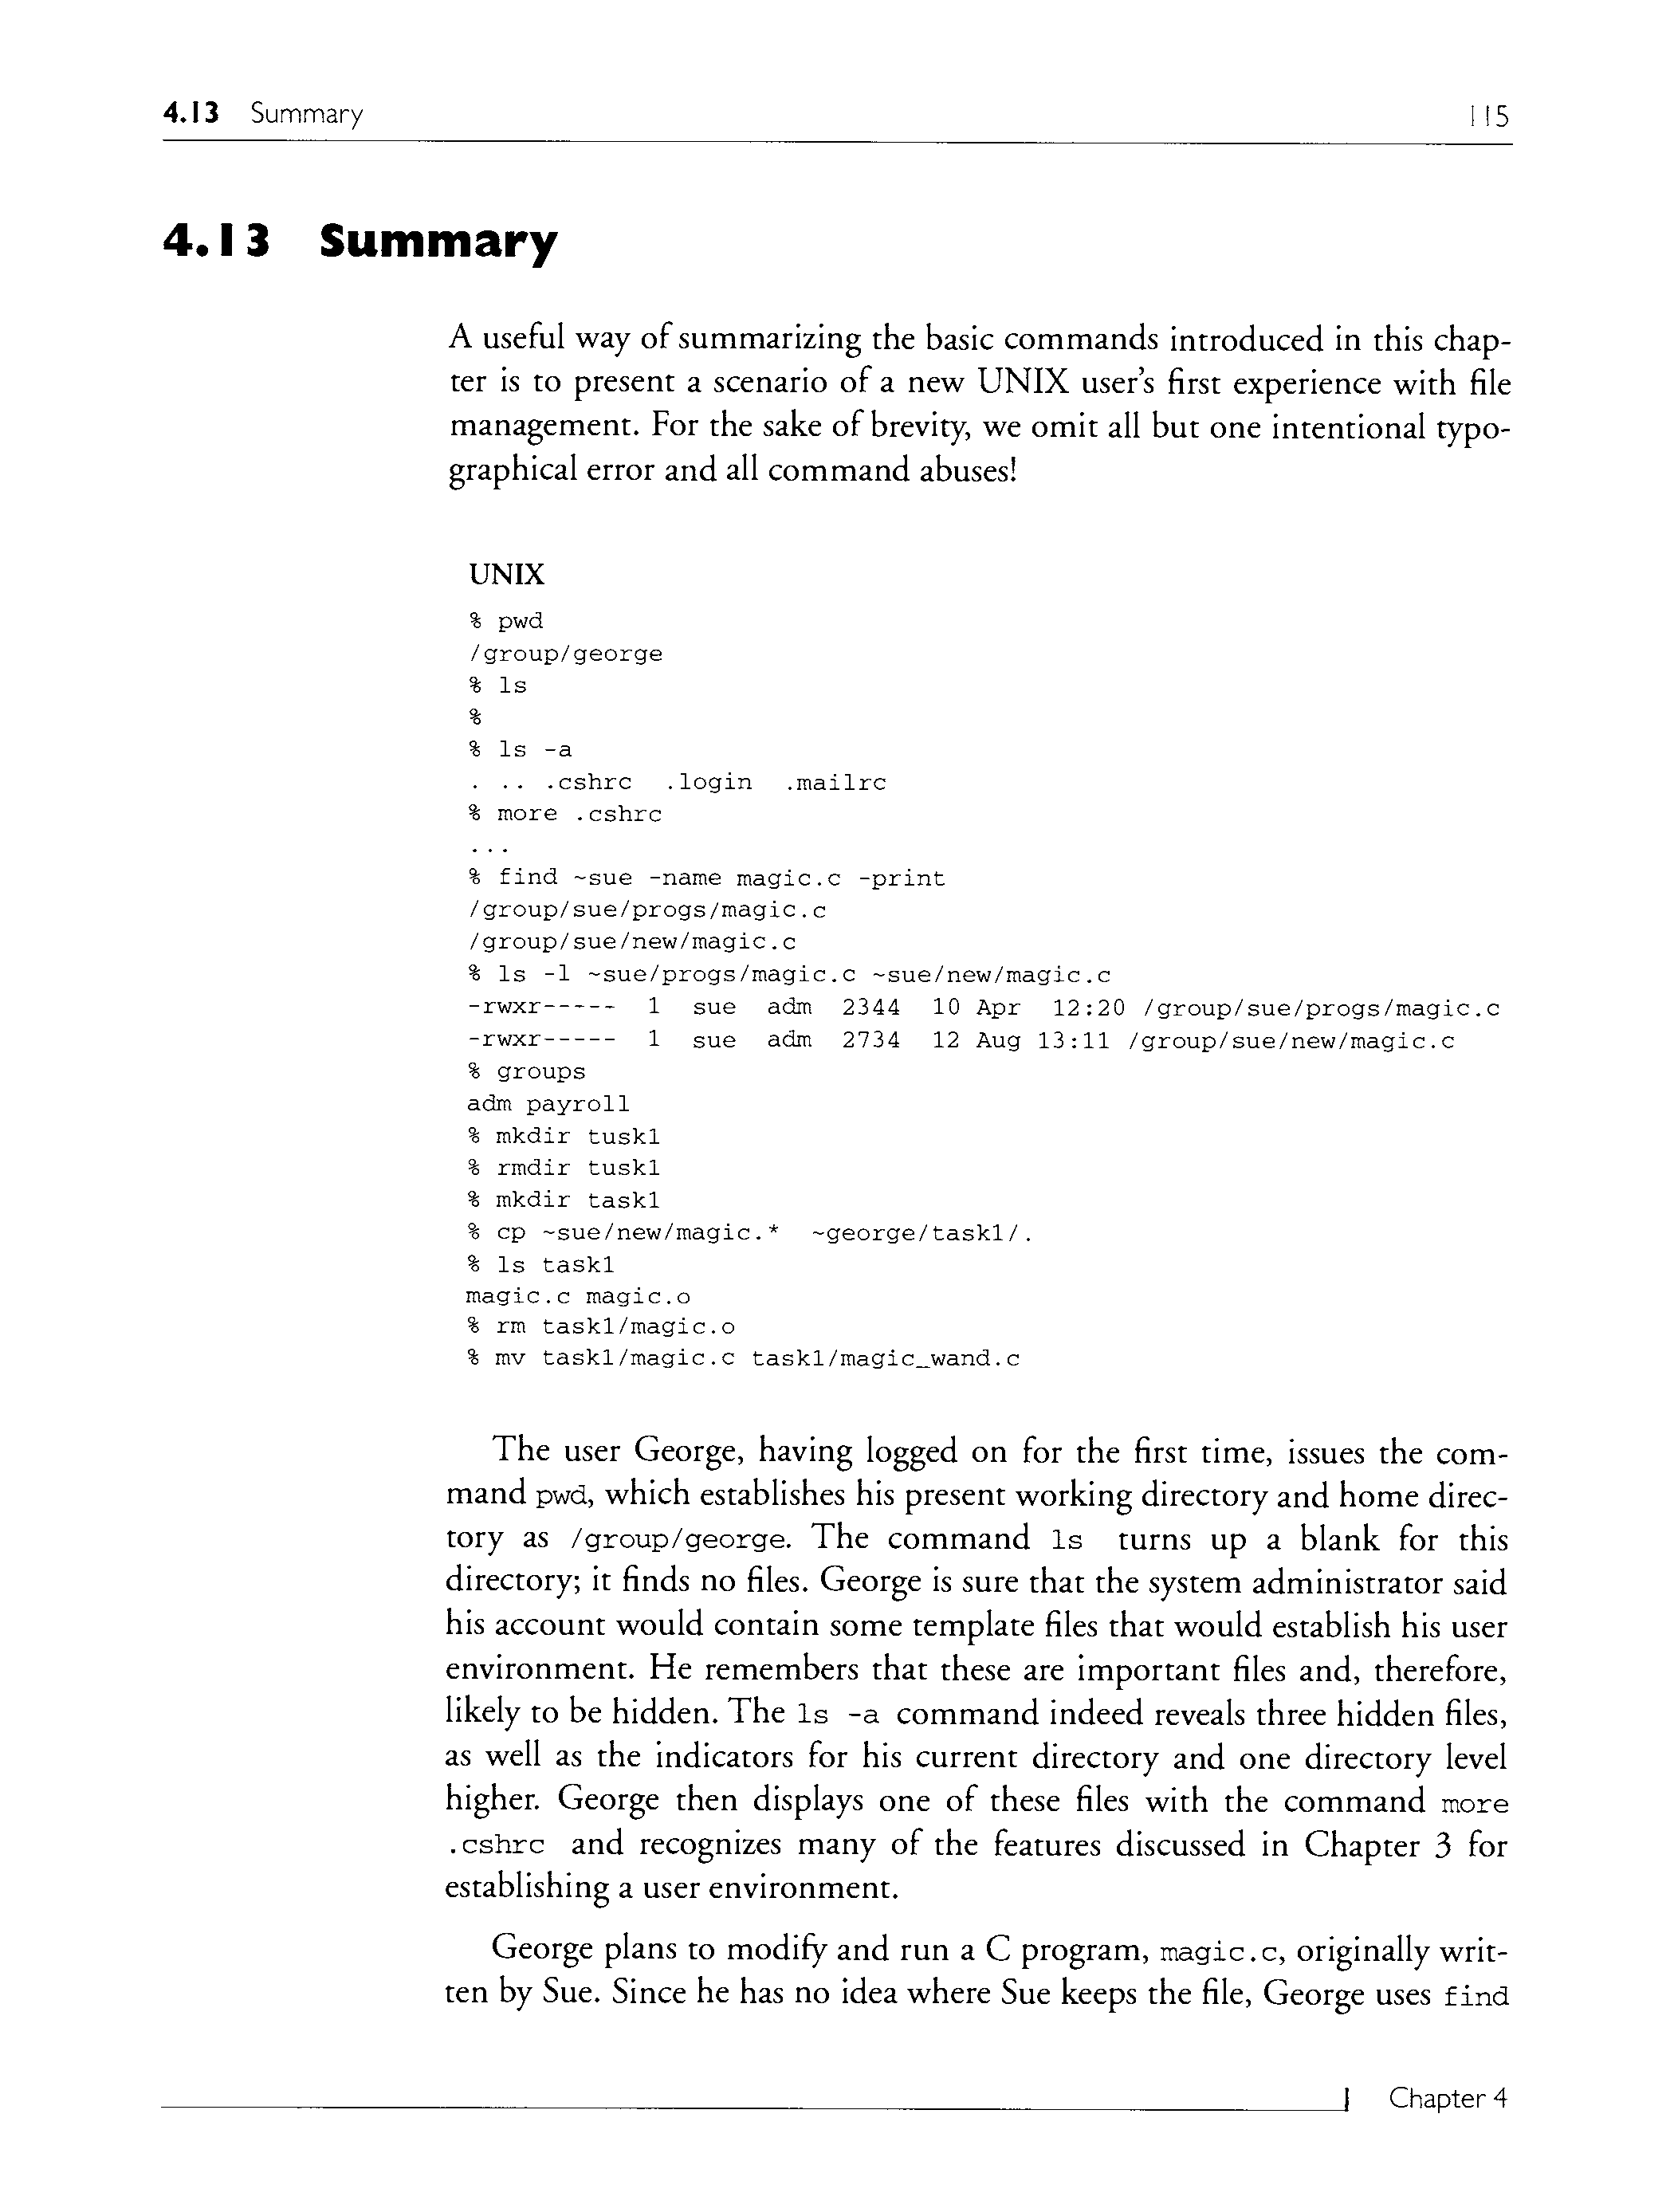 4.13 Summary 115
4.13 Summary
A useful way of summarizing the basic commands introduced in this chap-
ter is to present a scenario of a new UNIX user's first experience with file
management. For the sake of brevity, we omit all but one intentional typo-
graphical error and all command abuses!
UNIX
% pwd
/group/george
% ls
%
% ls -a
. .. .cshrc .login .mailrc
% more .cshrc
...
% find ~sue -name magic.c -print
/group/sue/progs/magic.c
/group/sue/new/magic.c
% ls -l ~sue/progs/magic.c ~sue/new/magic.c
-rwxr----- 1 sue adm 2344 10 Apr 12:20 /group/sue/progs/magic.c
-rwxr----- 1 sue adm 2734 12 Aug 13:11 /group/sue/new/magic.c
% groups
adm payroll
% mkdir tusk1
% rmdir tusk1
% mkdir task1
% cp ~sue/new/magic.* ~george/task1/.
% ls task1
magic.c magic.o
% rm task1/magic.o
% mv task1/magic.c task1/magic_wand.c
The user George, having logged on for the first time, issues the com-
mand pwd, which establishes his present working directory and home direc-
tory as /group/george. The command ls turns up a blank for this
directory; it finds no files. George is sure that the system administrator said
his account would contain some template files that would establish his user
environment. He remembers that these are important files and, therefore,
likely to be hidden. The ls -a command indeed reveals three hidden files,
as well as the indicators for his current directory and one directory level
higher. George then displays one of these files with the command more
.cshrc and recognizes many of the features discussed in Chapter 3 for
establishing a user environment.
George plans to modify and run a C program, magic.c, originally writ-
ten by Sue. Since he has no idea where Sue keeps the file, George uses find
Chapter 4